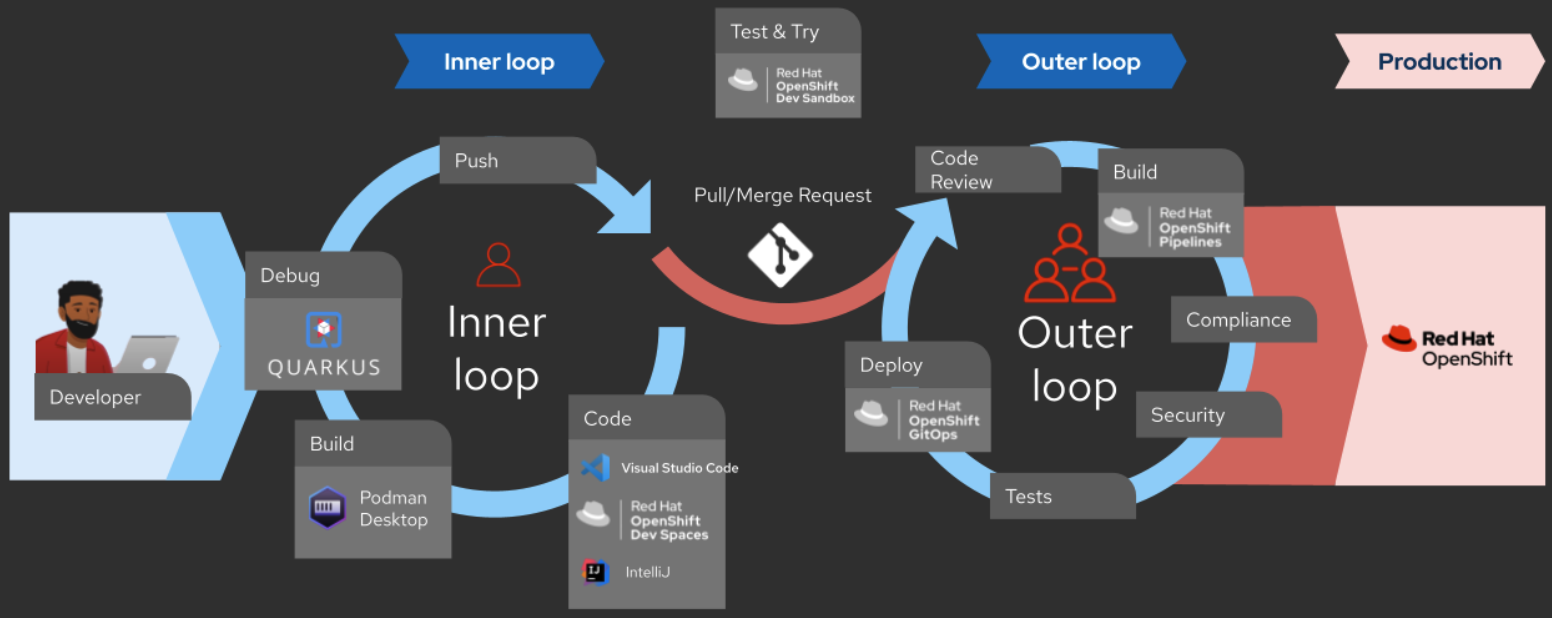 Inner loop
Test & Try
Red Hat
OpenShift
Dev Sandbox
Outer loop
Production
Push
Pull/Merge Request
Code
Review
Build
Red Hat
OpenShift
Pipelines
Debug
QUARKUS
Inner
loop
Developer
Build
Podman
Desktop
Code
Visual Studio Code
Red Hat
OpenShift
Dev Spaces
IJ
IntelliJ
Outer
loop
Compliance
Security
Tests
Deploy
Red Hat
OpenShift
GitOps
Red Hat
OpenShift